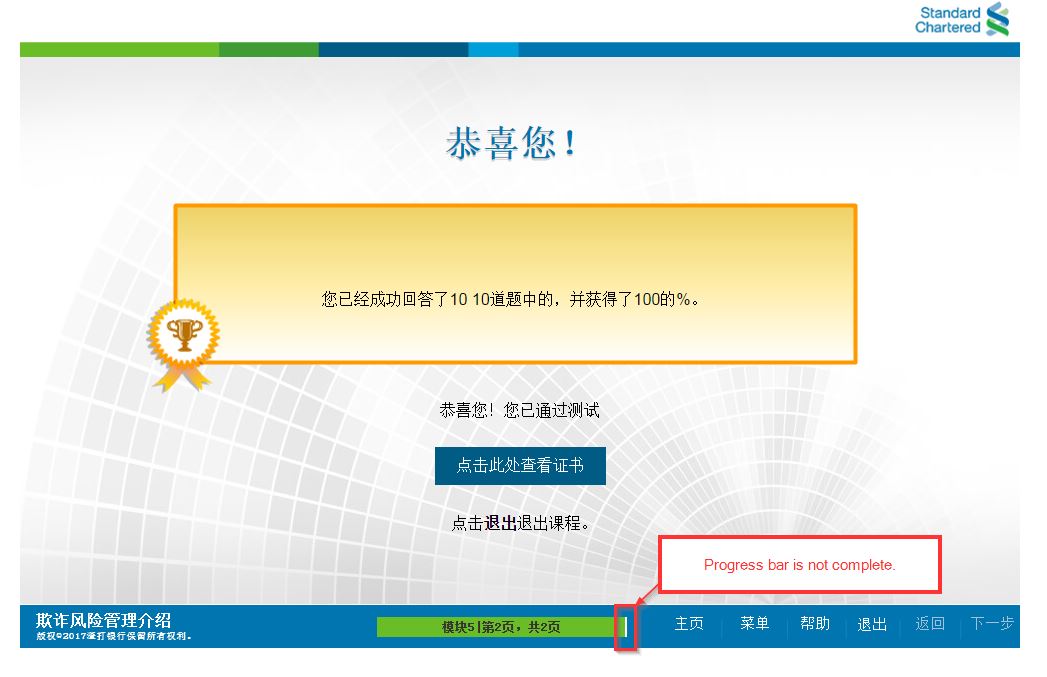 Standard
Chartered
恭喜您！
您已经成功回答了10 10道题中的，并获得了100的%。
恭喜您！您已通过测试
点击此处查看证书
点击退出退出课程。
Progress bar is not complete.
欺诈风险管理介绍
版权©2017渣打银行保留所有权利。
模块5|第2页，共2页
主页
菜单
帮助
退出
返回
下一步